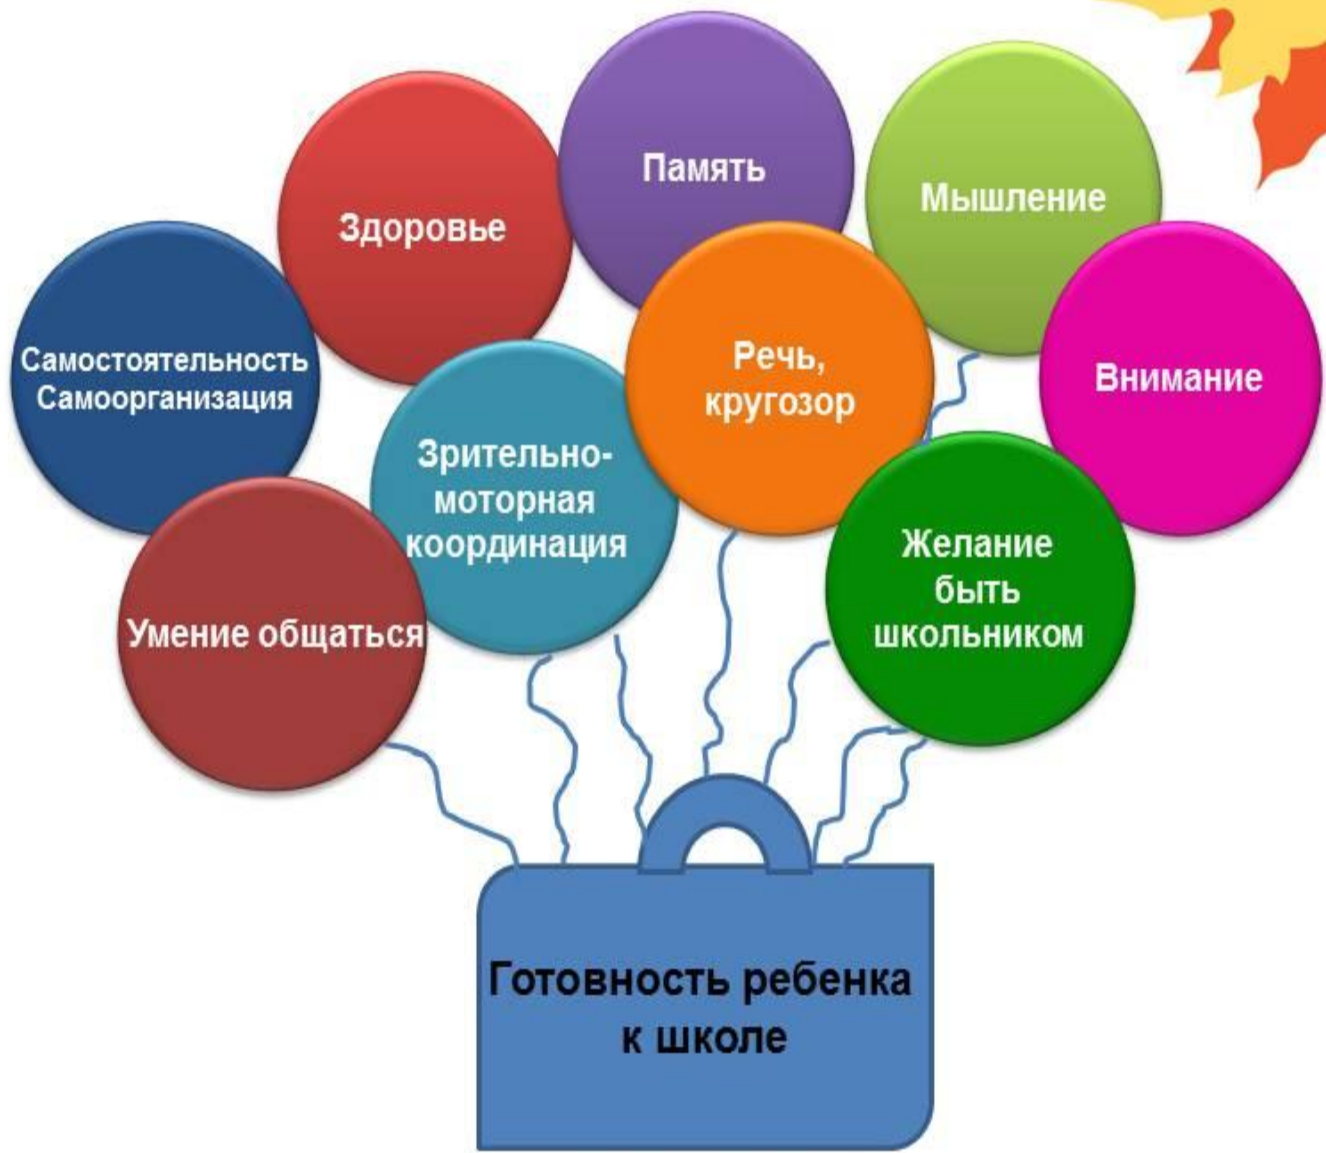 Память
Мышление
Здоровье
Самостоятельность
Самоорганизация
Речь,
кругозор
Внимание
Зрительно-
моторная
координация
Желание
быть
школьником
Умение общаться
Готовность ребенка
к школе